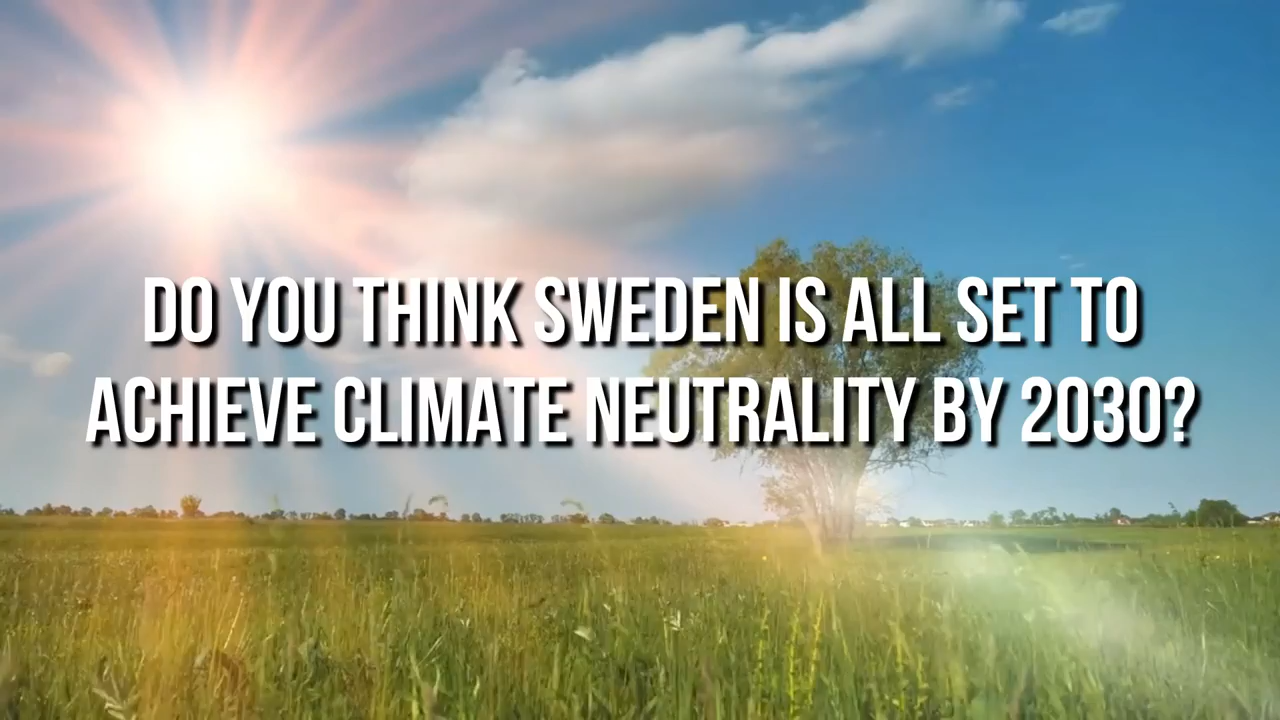 DO YOU THINK SWEDEN IS ALL SET TO
ACHIEVE CLIMATE NEUTRALITY BY 2030?